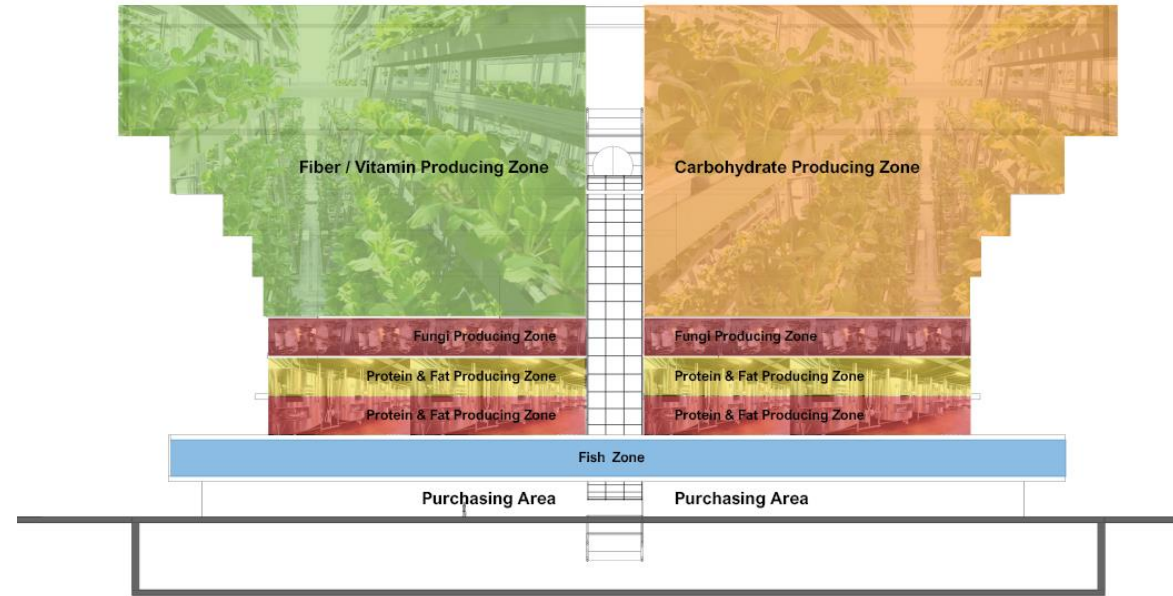 Fiber / Vitamin Producing Zone
Carbohydrate Producing Zone
Fungi Producing Zone
Fungi Producing Zone
Protein & Fat Producing Zone
Protein & Fat Producing Zone
Protein & Fat Producing Zone
Protein & Fat Producing Zone
Fish Zone
Purchasing Area
Purchasing Area